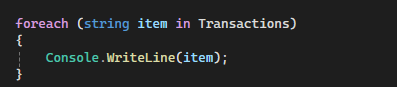 foreach (string item in Transactions)
{
    Console.WriteLine(item);
}